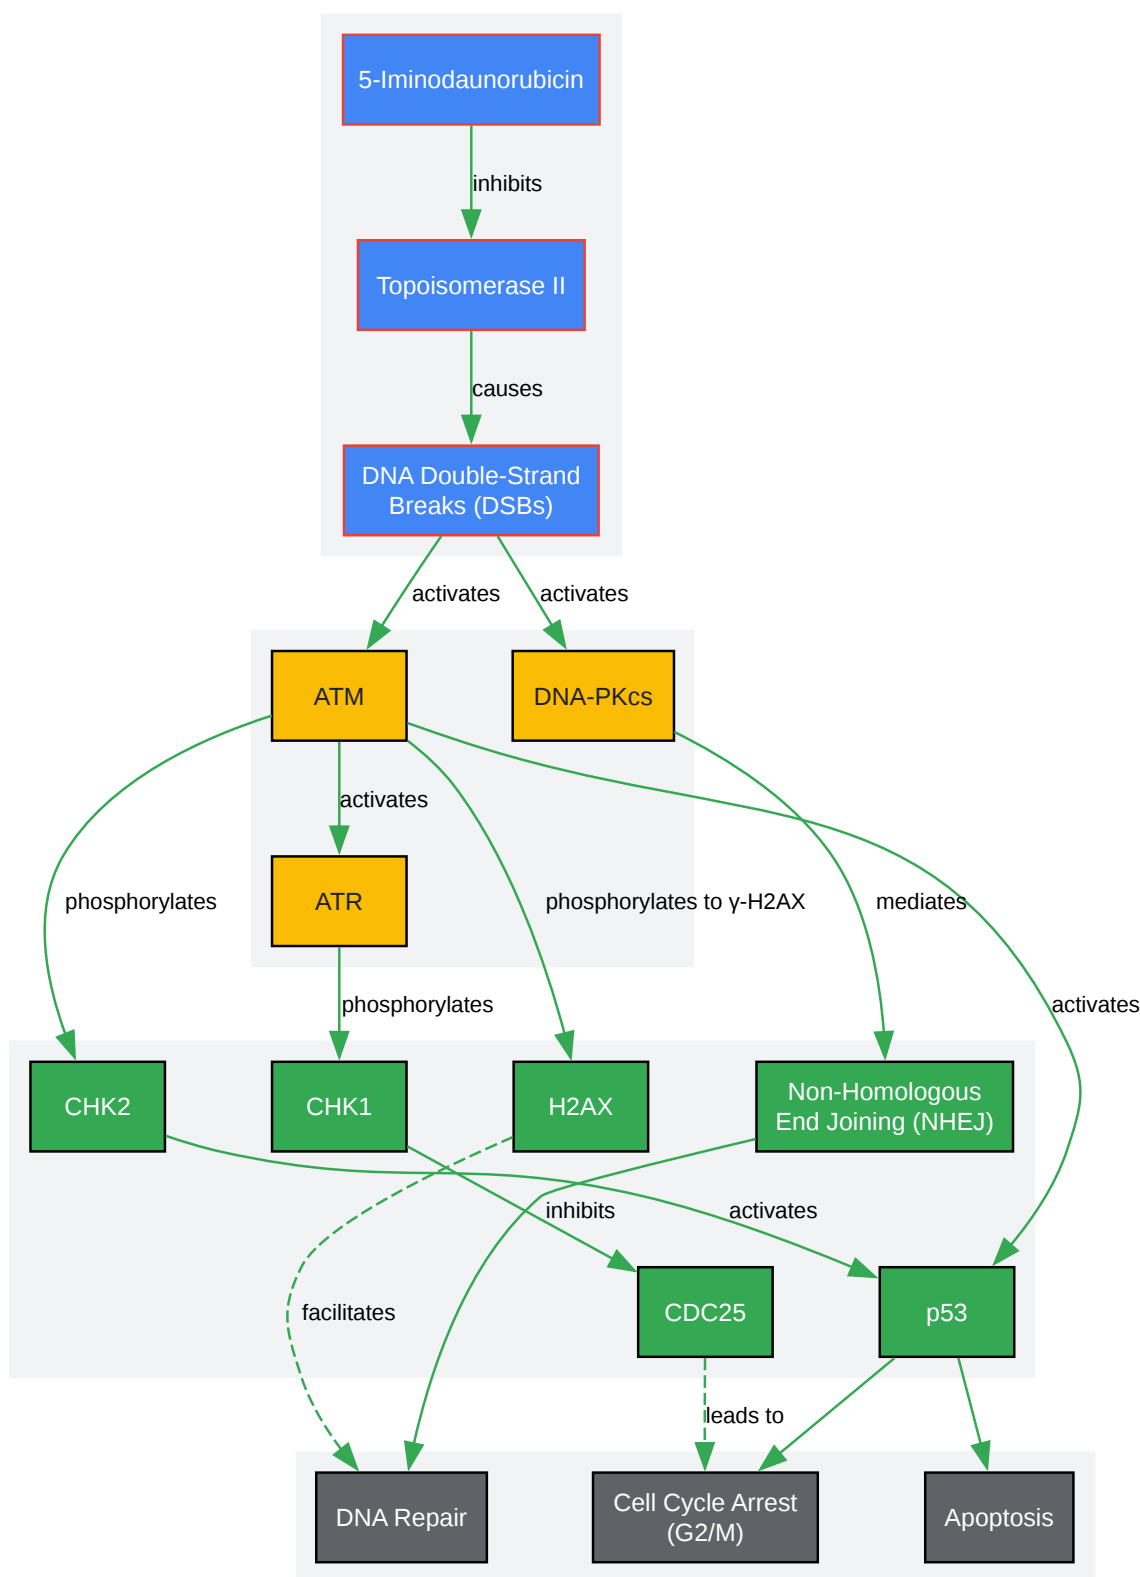 5-Iminodaunorubicin
inhibits
Topoisomerase II
causes
DNA Double-Strand
Breaks (DSBs)
activates
activates
ATM
DNA-PKcs
activates
phosphorylates
ATR
phosphorylates to γ-H2AX
mediates
phosphorylates
activates
CHK2
CHK1
H2AX
Non-Homologous
End Joining (NHEJ)
inhibits
activates
facilitates
CDC25
p53
leads to
DNA Repair
Cell Cycle Arrest
(G2/M)
Apoptosis